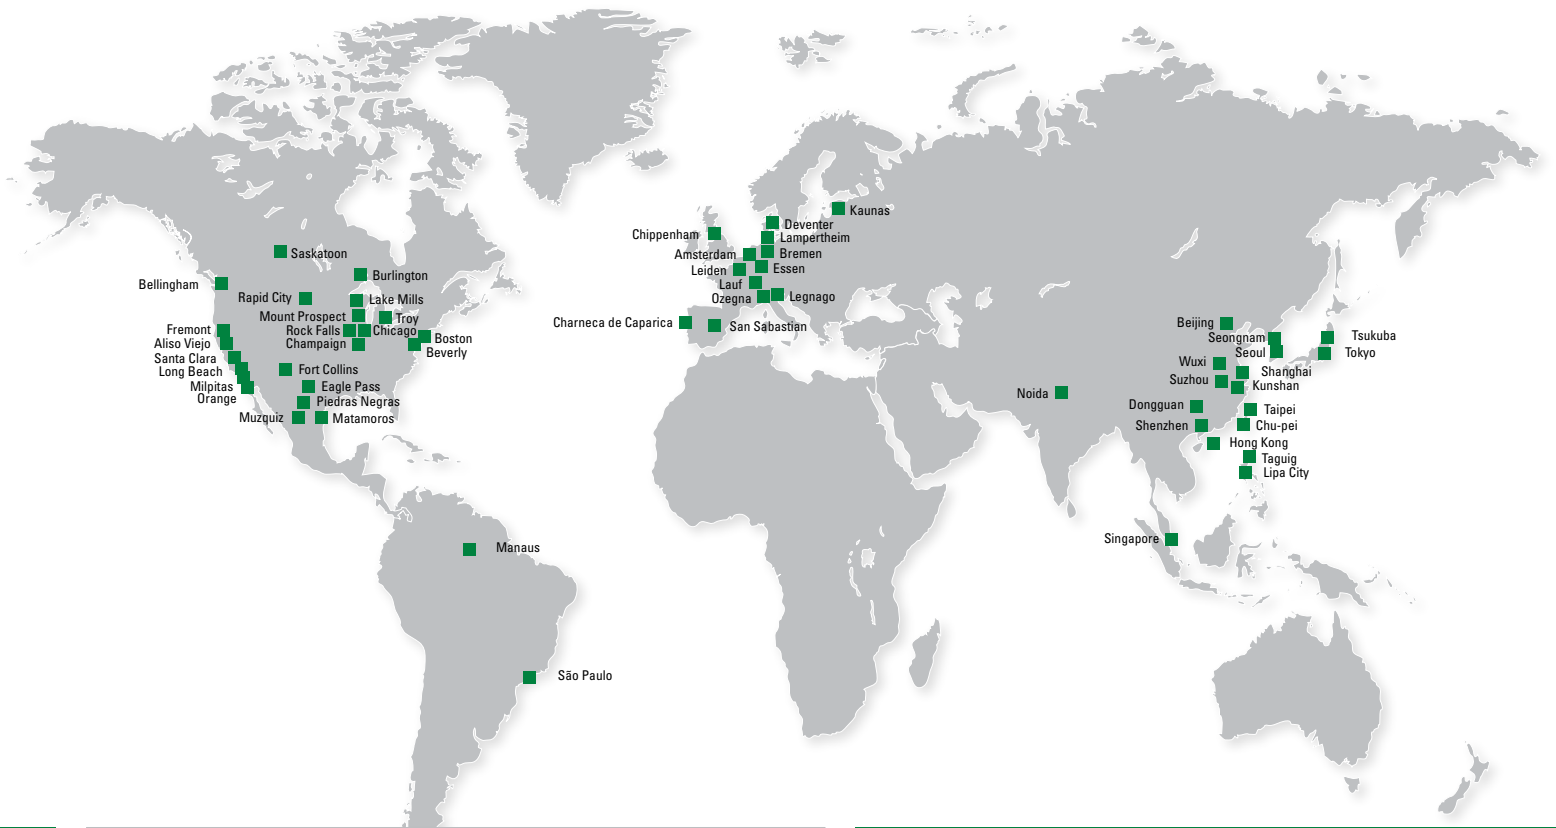 Saskatoon
Burlington
Bellingham
Rapid City
Lake Mills
Mount Prospect
Troy
Fremont
Rock Falls
Chicago
Boston
Aliso Viejo
Champaign
Beverly
Santa Clara
Long Beach
Fort Collins
Milpitas
Eagle Pass
Orange
Piedras Negras
Muzquiz
Matamoros
Manaus
São Paulo
Kaunas
Chippenham
Deventer
Lampertheim
Amsterdam
Bremen
Leiden
Essen
Lauf
Ozegna
Legnago
Charneca de Caparica
San Sabastian
Beijing
Seongnam
Tsukuba
Seoul
Tokyo
Wuxi
Shanghai
Suzhou
Kunshan
Noida
Dongguan
Taipei
Shenzhen
Chu-pei
Hong Kong
Taguig
Lipa City
Singapore